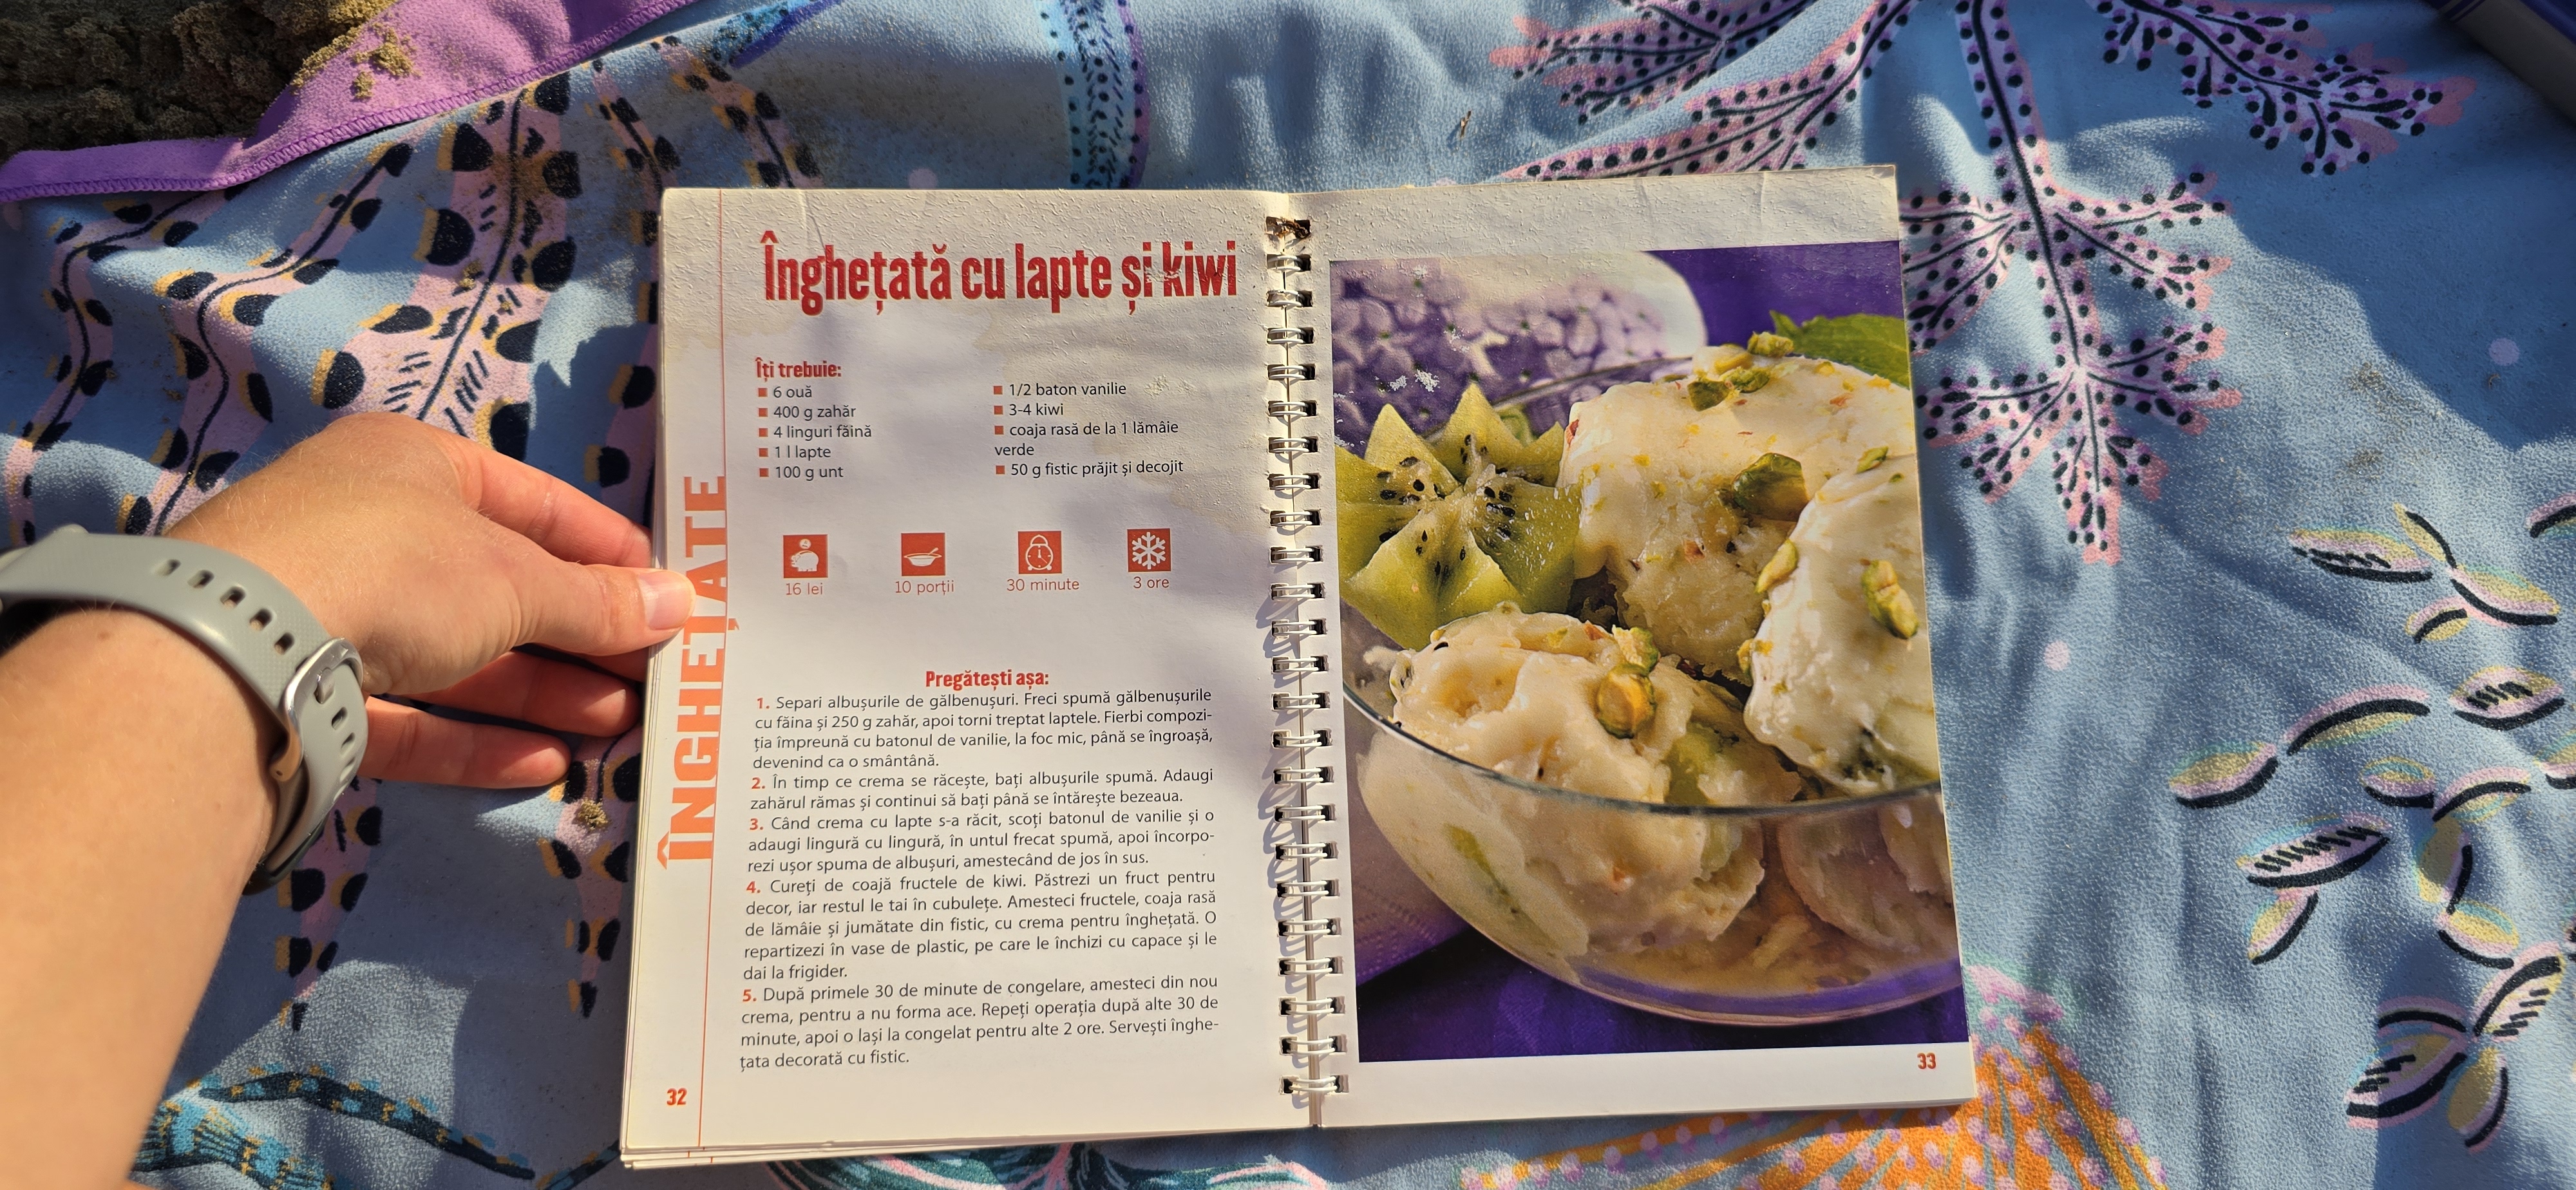 Înghețată cu lapte și kiwi
Îți trebuie:
■ 6 ouă
■ 400 g zahăr
■ 4 linguri făină
■ 1 l lapte
■ 100 g unt
■ 1/2 baton vanilie
■ 3-4 kiwi
■ coaja rasă de la 1 lămâie
verde
■ 50 g fistic prăjit și decojit
16 lei
10 porții
30 minute
3 ore
Pregătești așa:
1. Separi albușurile de gălbenușuri. Freci spumă gălbenușurile
cu făina și 250 g zahăr, apoi torni treptat laptele. Fierbi compozi-
ția împreună cu batonul de vanilie, la foc mic, până se îngroașă,
devenind ca o smântână.
2. În timp ce crema se răcește, bați albușurile spumă. Adaugi
zahărul rămas și continui să bați până se întărește bezeaua.
3. Când crema cu lapte s-a răcit, scoți batonul de vanilie și o
adaugi lingură cu lingură, în untul frecat spumă, apoi încorpo-
rezi ușor spuma de albușuri, amestecând de jos în sus.
4. Cureți de coajă fructele de kiwi. Păstrezi un fruct pentru
decor, iar restul le tai în cubulețe. Amesteci fructele, coaja rasă
de lămâie și jumătate din fistic, cu crema pentru înghețată. O
repartizezi în vase de plastic, pe care le închizi cu capace și le
dai la frigider.
5. După primele 30 de minute de congelare, amesteci din nou
crema, pentru a nu forma ace. Repeți operația după alte 30 de
minute, apoi o lași la congelat pentru alte 2 ore. Servești înghe-
țata decorată cu fistic.
ÎNGHEȚATE
32
33